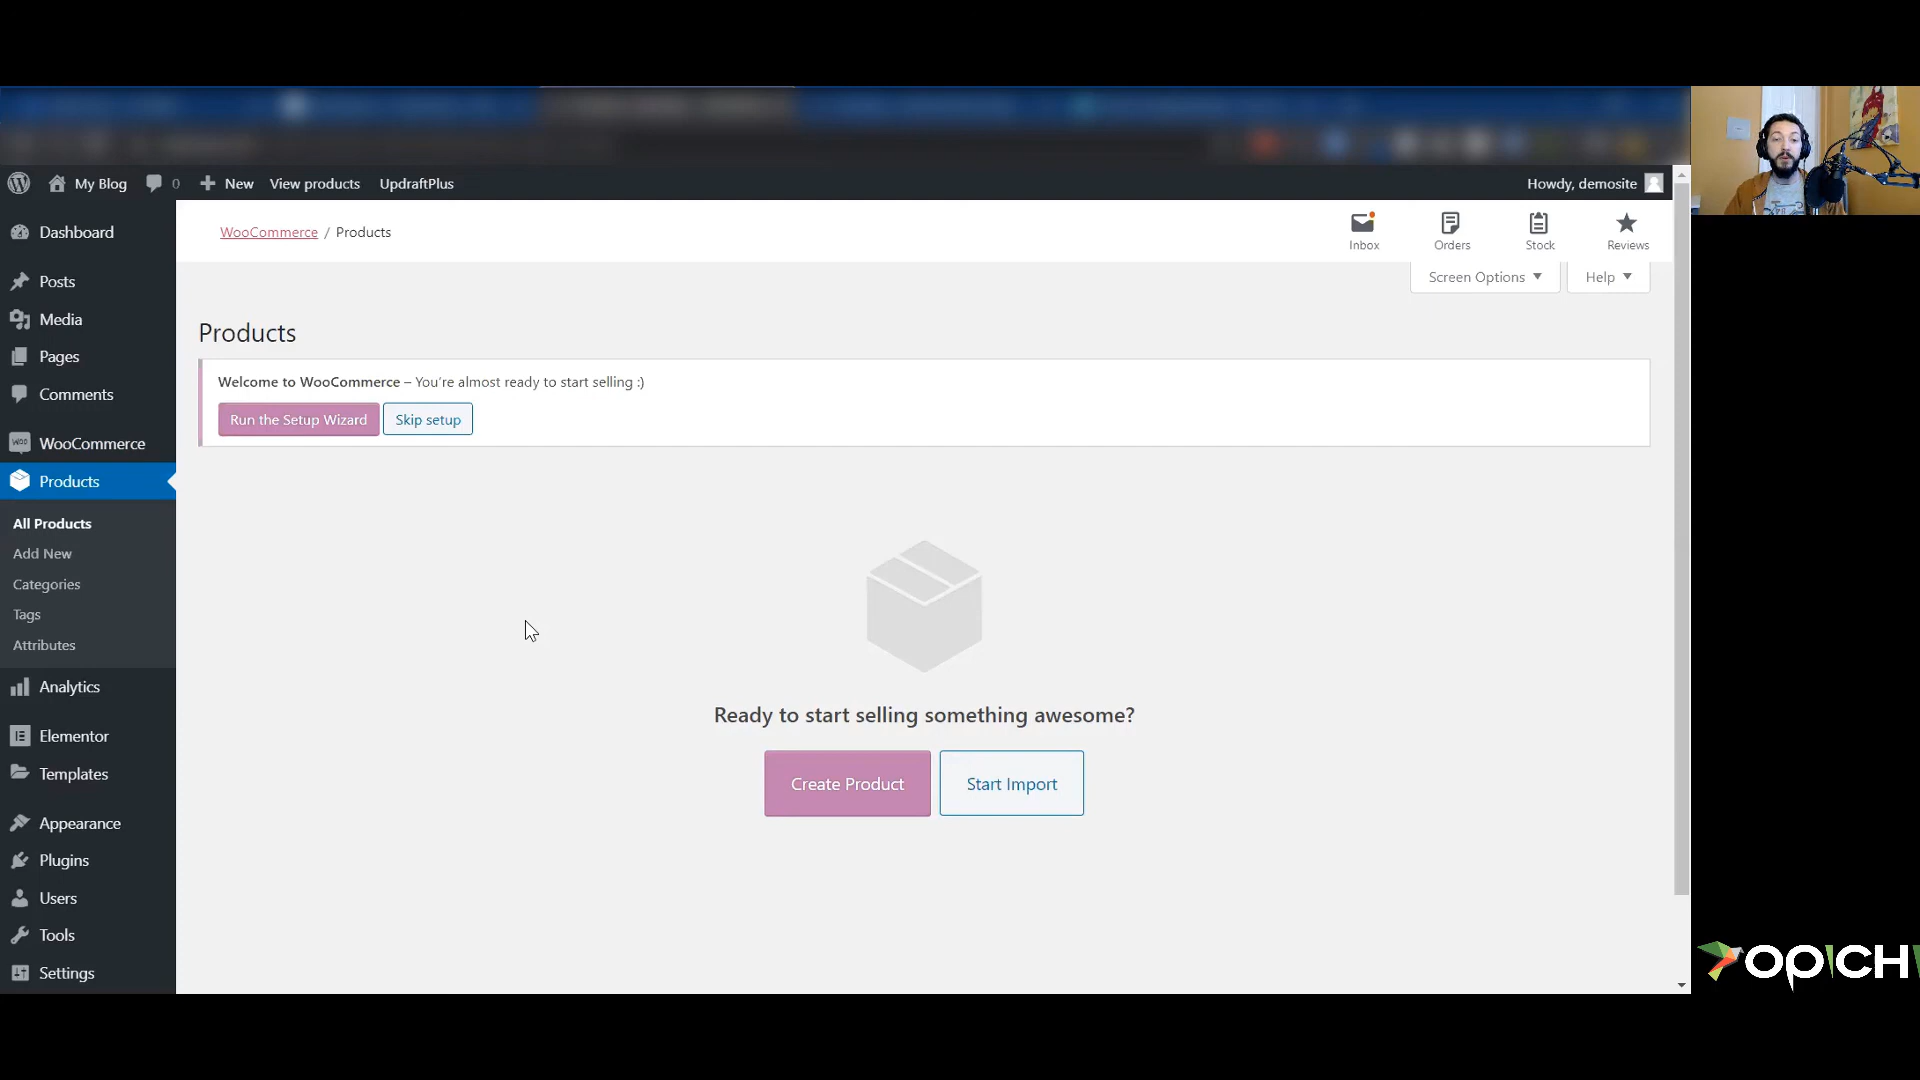 My Blog
0
New
View products
UpdraftPlus
Howdy, demosite
Dashboard
Posts
Media
Pages
Comments
WooCommerce
Products
All Products
Add New
Categories
Tags
Attributes
Analytics
Elementor
Templates
Appearance
Plugins
Users
Tools
Settings
WooCommerce / Products
Inbox
Orders
Stock
Reviews
Screen Options
Help
Products
Welcome to WooCommerce – You're almost ready to start selling :)
Run the Setup Wizard
Skip setup
Ready to start selling something awesome?
Create Product
Start Import